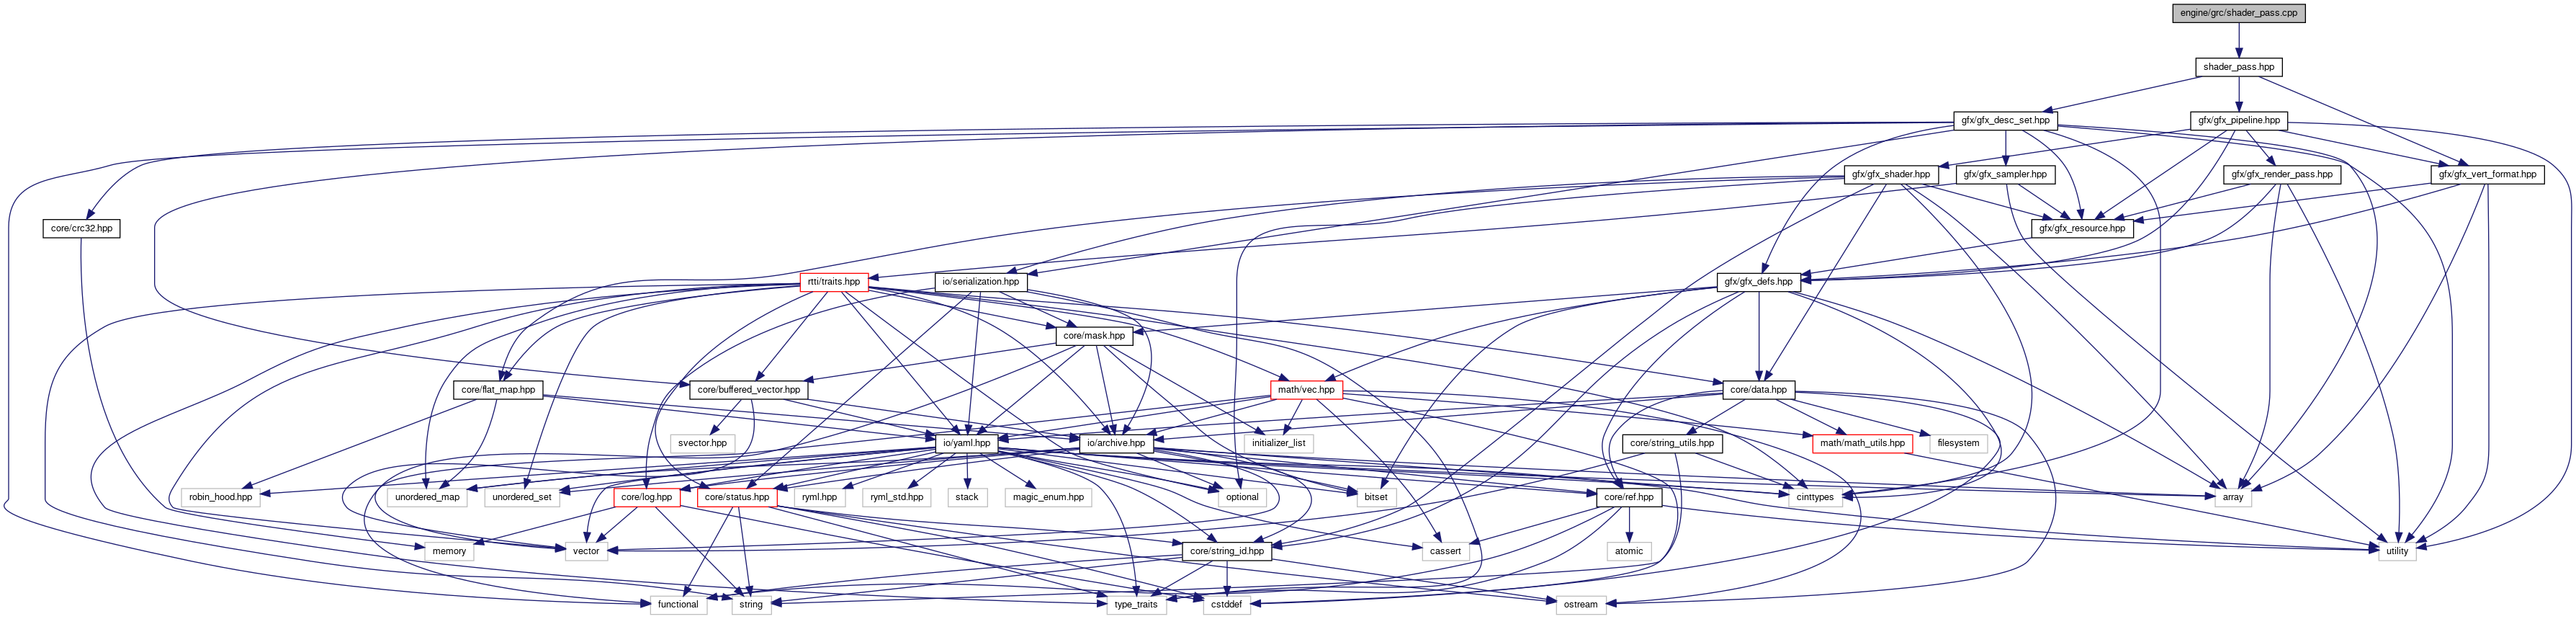 engine/grc/shader_pass.cpp
shader_pass.hpp
gfx/gfx_desc_set.hpp
gfx/gfx_pipeline.hpp
gfx/gfx_shader.hpp
gfx/gfx_sampler.hpp
gfx/gfx_render_pass.hpp
gfx/gfx_vert_format.hpp
core/crc32.hpp
gfx/gfx_resource.hpp
rtti/traits.hpp
io/serialization.hpp
gfx/gfx_defs.hpp
core/mask.hpp
core/flat_map.hpp
core/buffered_vector.hpp
math/vec.hpp
core/data.hpp
svector.hpp
io/yaml.hpp
io/archive.hpp
initializer_list
core/string_utils.hpp
math/math_utils.hpp
filesystem
robin_hood.hpp
unordered_map
unordered_set
core/log.hpp
core/status.hpp
ryml.hpp
ryml_std.hpp
stack
magic_enum.hpp
optional
bitset
core/ref.hpp
cinttypes
array
memory
vector
core/string_id.hpp
cassert
atomic
utility
functional
string
type_traits
cstddef
ostream